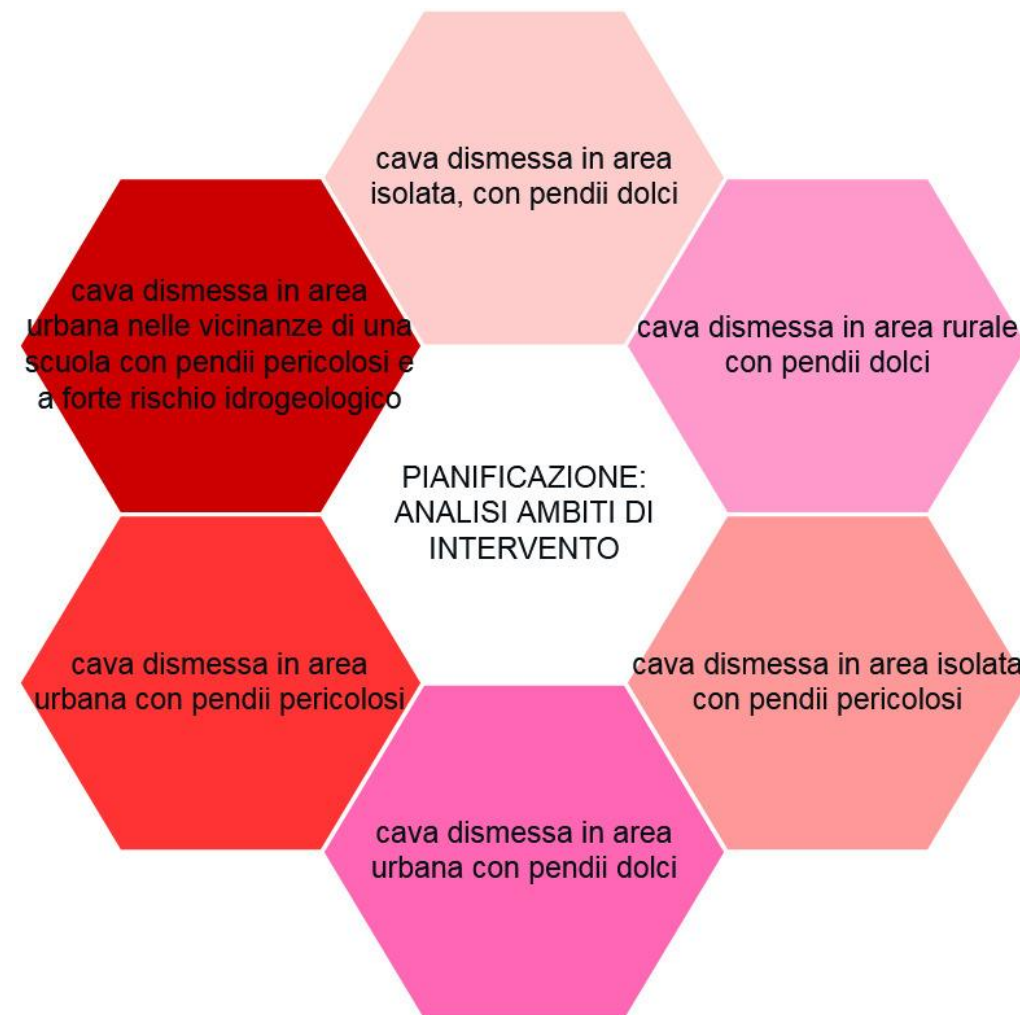 cava dismessa in area
isolata, con pendii dolci
cava dismessa in area rurale
con pendii dolci
cava dismessa in area isolata
con pendii pericolosi
cava dismessa in area
urbana con pendii dolci
cava dismessa in area
urbana con pendii pericolosi
cava dismessa in area
urbana nelle vicinanze di una
scuola con pendii pericolosi e
a forte rischio idrogeologico
PIANIFICAZIONE:
ANALISI AMBITI DI
INTERVENTO